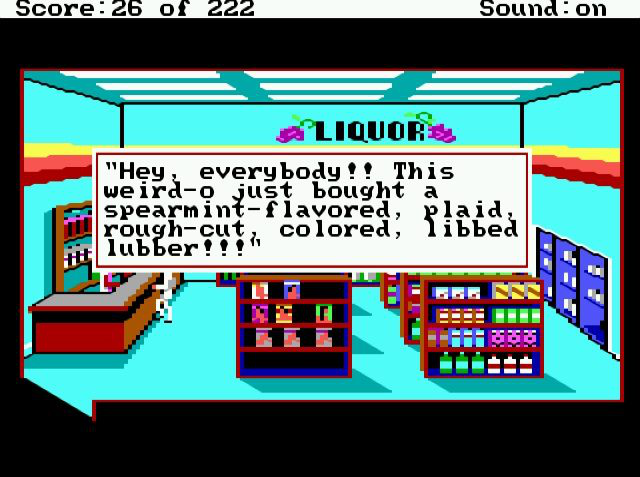 Score:26 of 222 Sound:on
LIQUOR
"Hey, everybody!! This
weird-o just bought a
spearmint-flavored, plaid,
rough-cut, colored, libbed
lubber!!!"